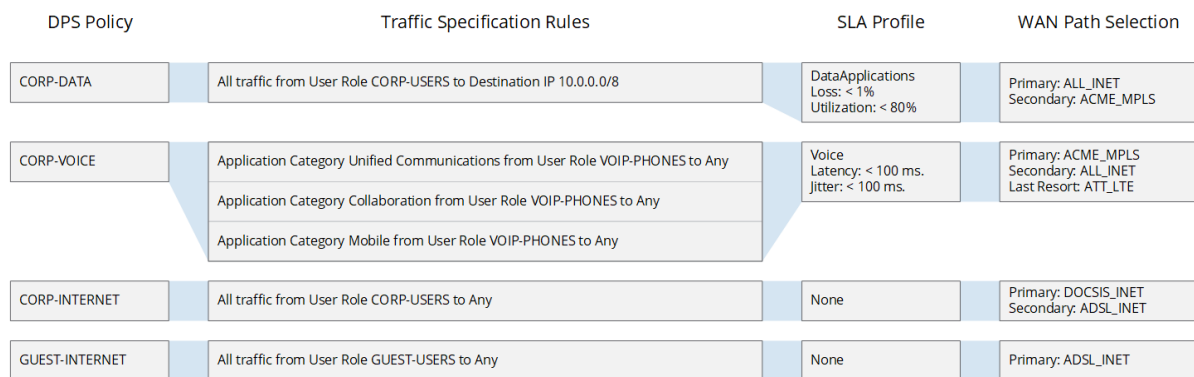 DPS Policy
Traffic Specification Rules
SLA Profile
WAN Path Selection
CORP-DATA
All traffic from User Role CORP-USERS to Destination IP 10.0.0.0/8
DataApplications
Loss: < 1%
Utilization: < 80%
Primary: ALL_INET
Secondary: ACME_MPLS
CORP-VOICE
Application Category Unified Communications from User Role VOIP-PHONES to Any
Application Category Collaboration from User Role VOIP-PHONES to Any
Application Category Mobile from User Role VOIP-PHONES to Any
Voice
Latency: < 100 ms.
Jitter: < 100 ms.
Primary: ACME_MPLS
Secondary: ALL_INET
Last Resort: ATT_LTE
CORP-INTERNET
All traffic from User Role CORP-USERS to Any
None
Primary: DOCSIS_INET
Secondary: ADSL_INET
GUEST-INTERNET
All traffic from User Role GUEST-USERS to Any
None
Primary: ADSL_INET